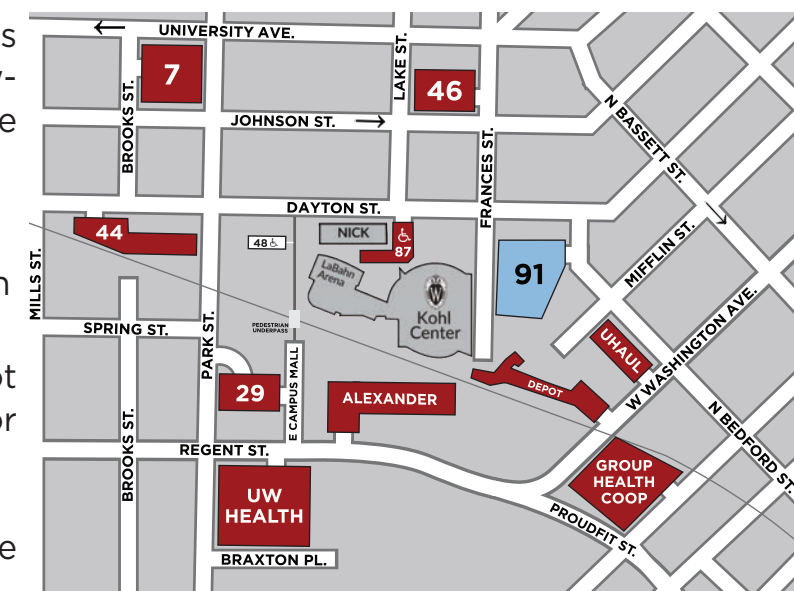 s
-
e
n
ot
or
e
UNIVERSITY AVE.
7
46
LAKE ST.
BROOKS ST.
JOHNSON ST.
FRANCES ST.
N BASSETT ST.
DAYTON ST.
44
48
NICK
87
LaBahn
Arena
W
Kohl
Center
91
MIFFLIN ST.
MILLS ST.
SPRING ST.
PARK ST.
PEDESTRIAN
UNDERPASS
E CAMPUS MALL
29
ALEXANDER
DEPOT
UHAUL
W WASHINGTON AVE.
N BEDFORD ST.
BROOKS ST.
REGENT ST.
UW
HEALTH
GROUP
HEALTH
COOP
PROUDFIT ST.
BRAXTON PL.